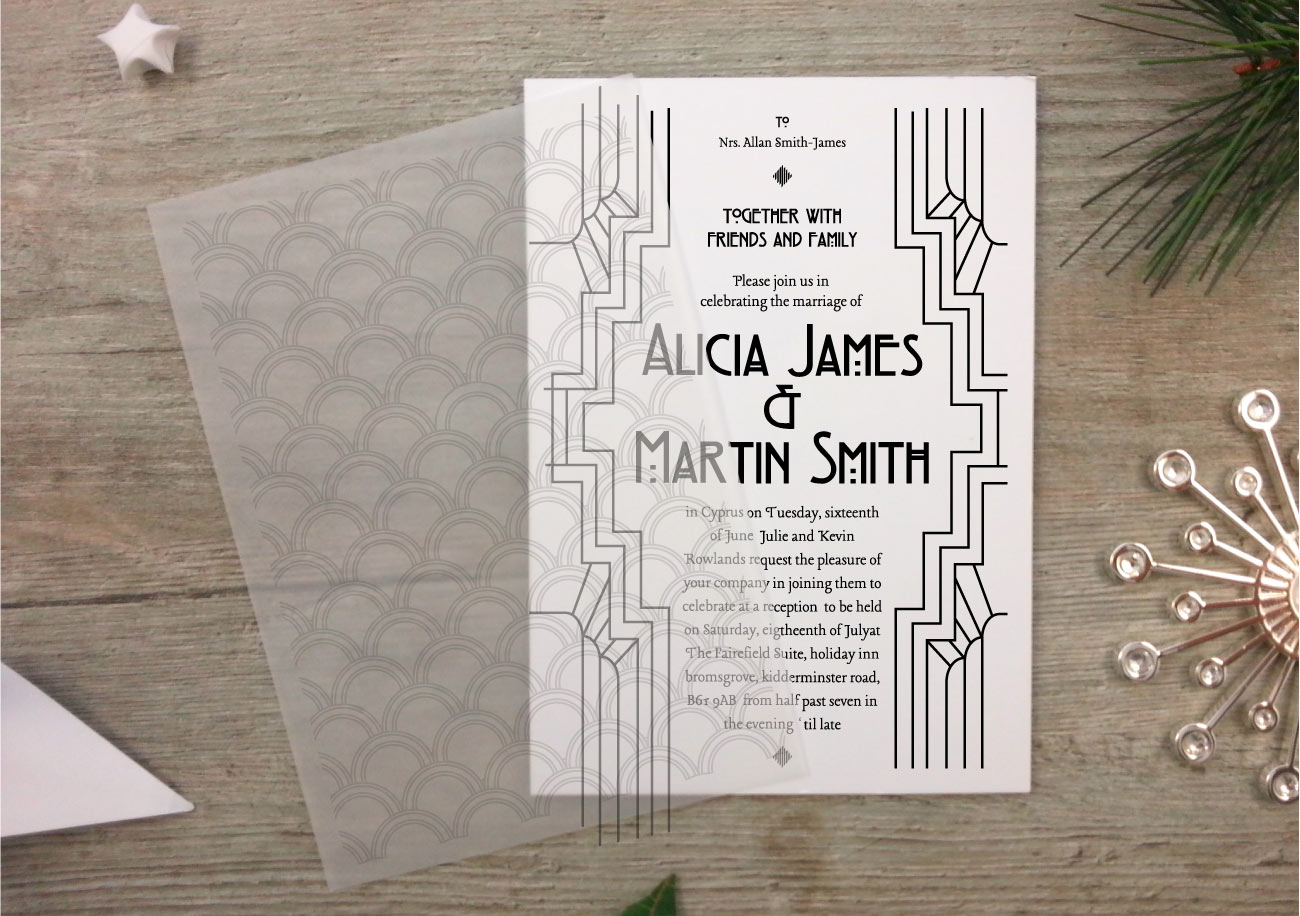 TO
Nrs. Allan Smith-James
TOGETHER WITH
FRIENDS AND FAMILY
Please join us in
celebrating the marriage of
ALICIA JAMES
&
MARTIN SMITH
in Cyprus on Tuesday, sixteenth
of June Julie and Kevin
Rowlands request the pleasure of
your company in joining them to
celebrate at a reception to be held
on Saturday, eigtheenth of Julyat
The Fairefield Suite, holiday inn
bromsgrove, kidderminster road,
B61 9AB from half past seven in
the evening ‘til late